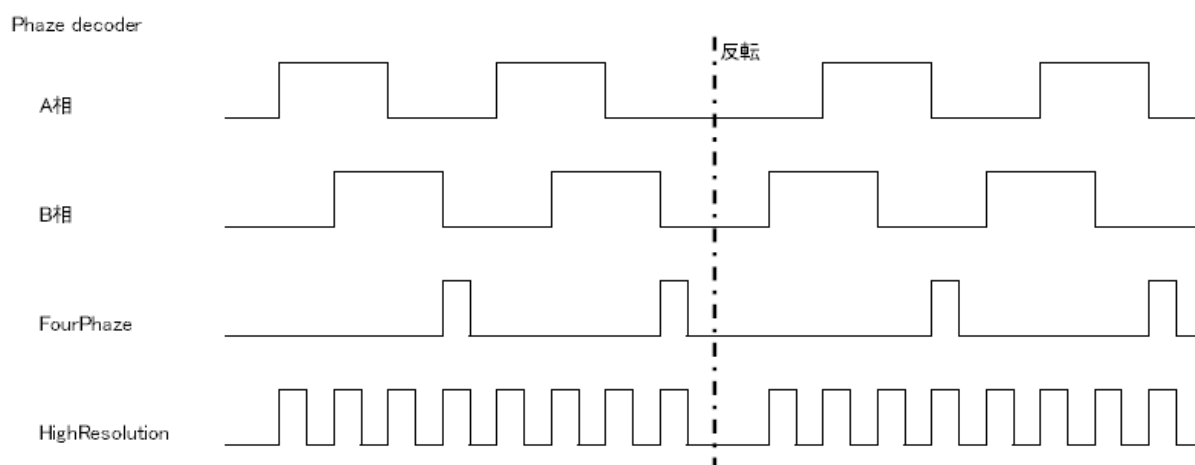 Phaze decoder
反転
A相
B相
FourPhaze
HighResolution